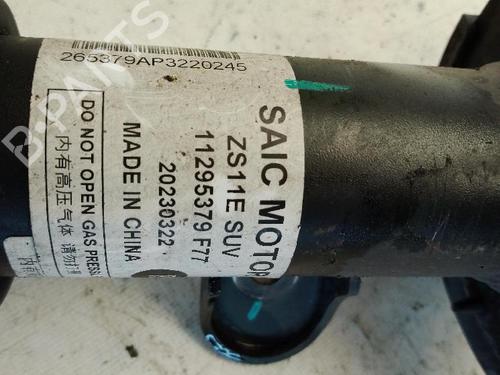 265379AP3220245
SAIC MOTOR
ZS11E SUV
11295379 F77
20230322
MADE IN CHINA
DO NOT OPEN GAS PRESS
内有高压气体 请勿打
B-PARTS